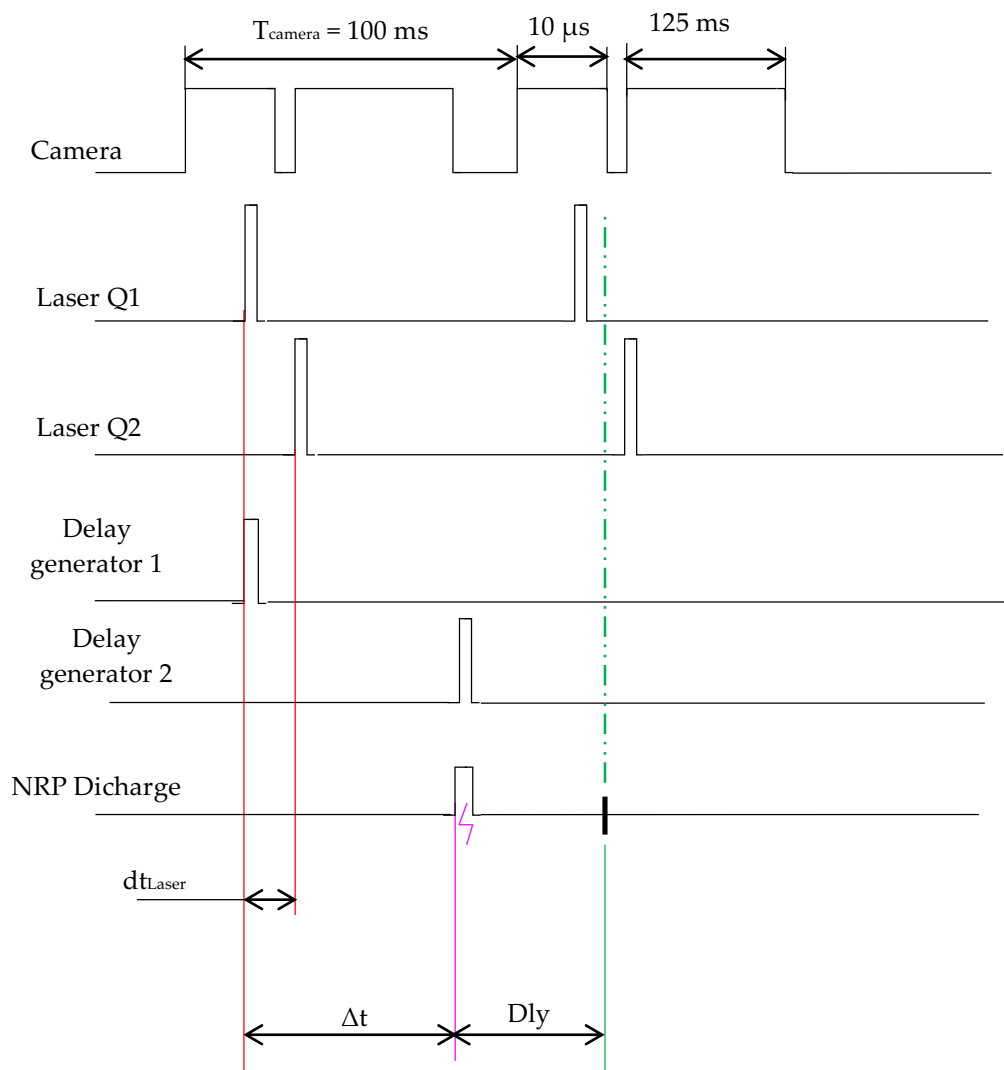 T camera = 100 ms
10 µs
125 ms
Camera
Laser Q1
Laser Q2
Delay
generator 1
Delay
generator 2
NRP Dicharge
dtLaser
Δt
Dly